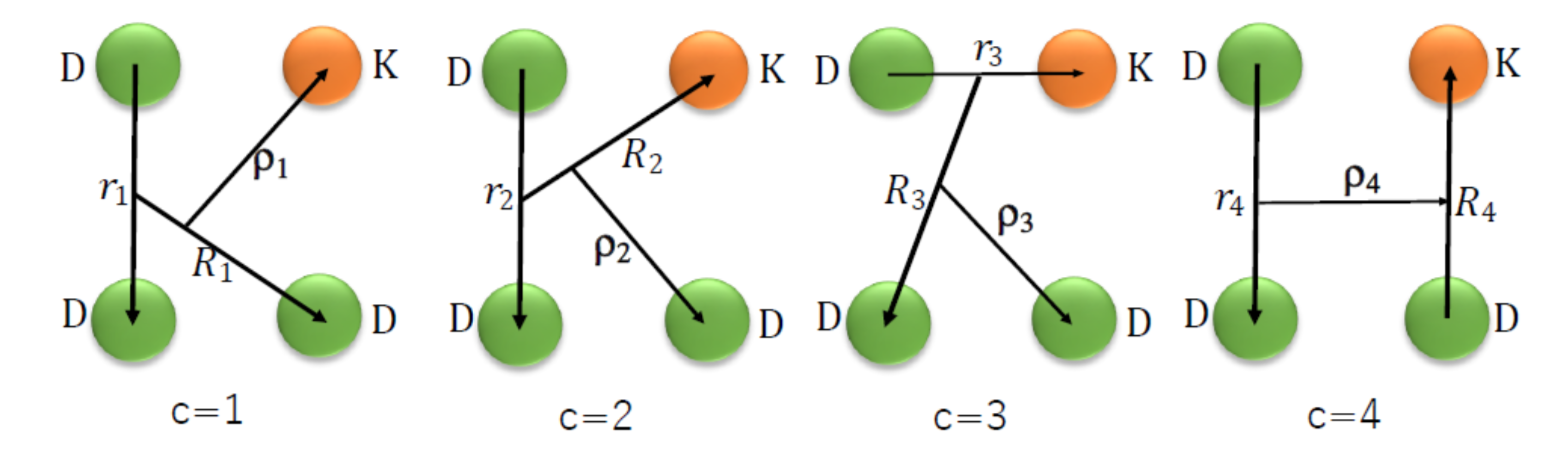 D K D r₃ K D K
D K
r₁ ρ₁ r₂ R₂ R₃ ρ₃ r₄ ρ₄ R₄
R₁ ρ₂
D D D D D D D D
c=1 c=2 c=3 c=4